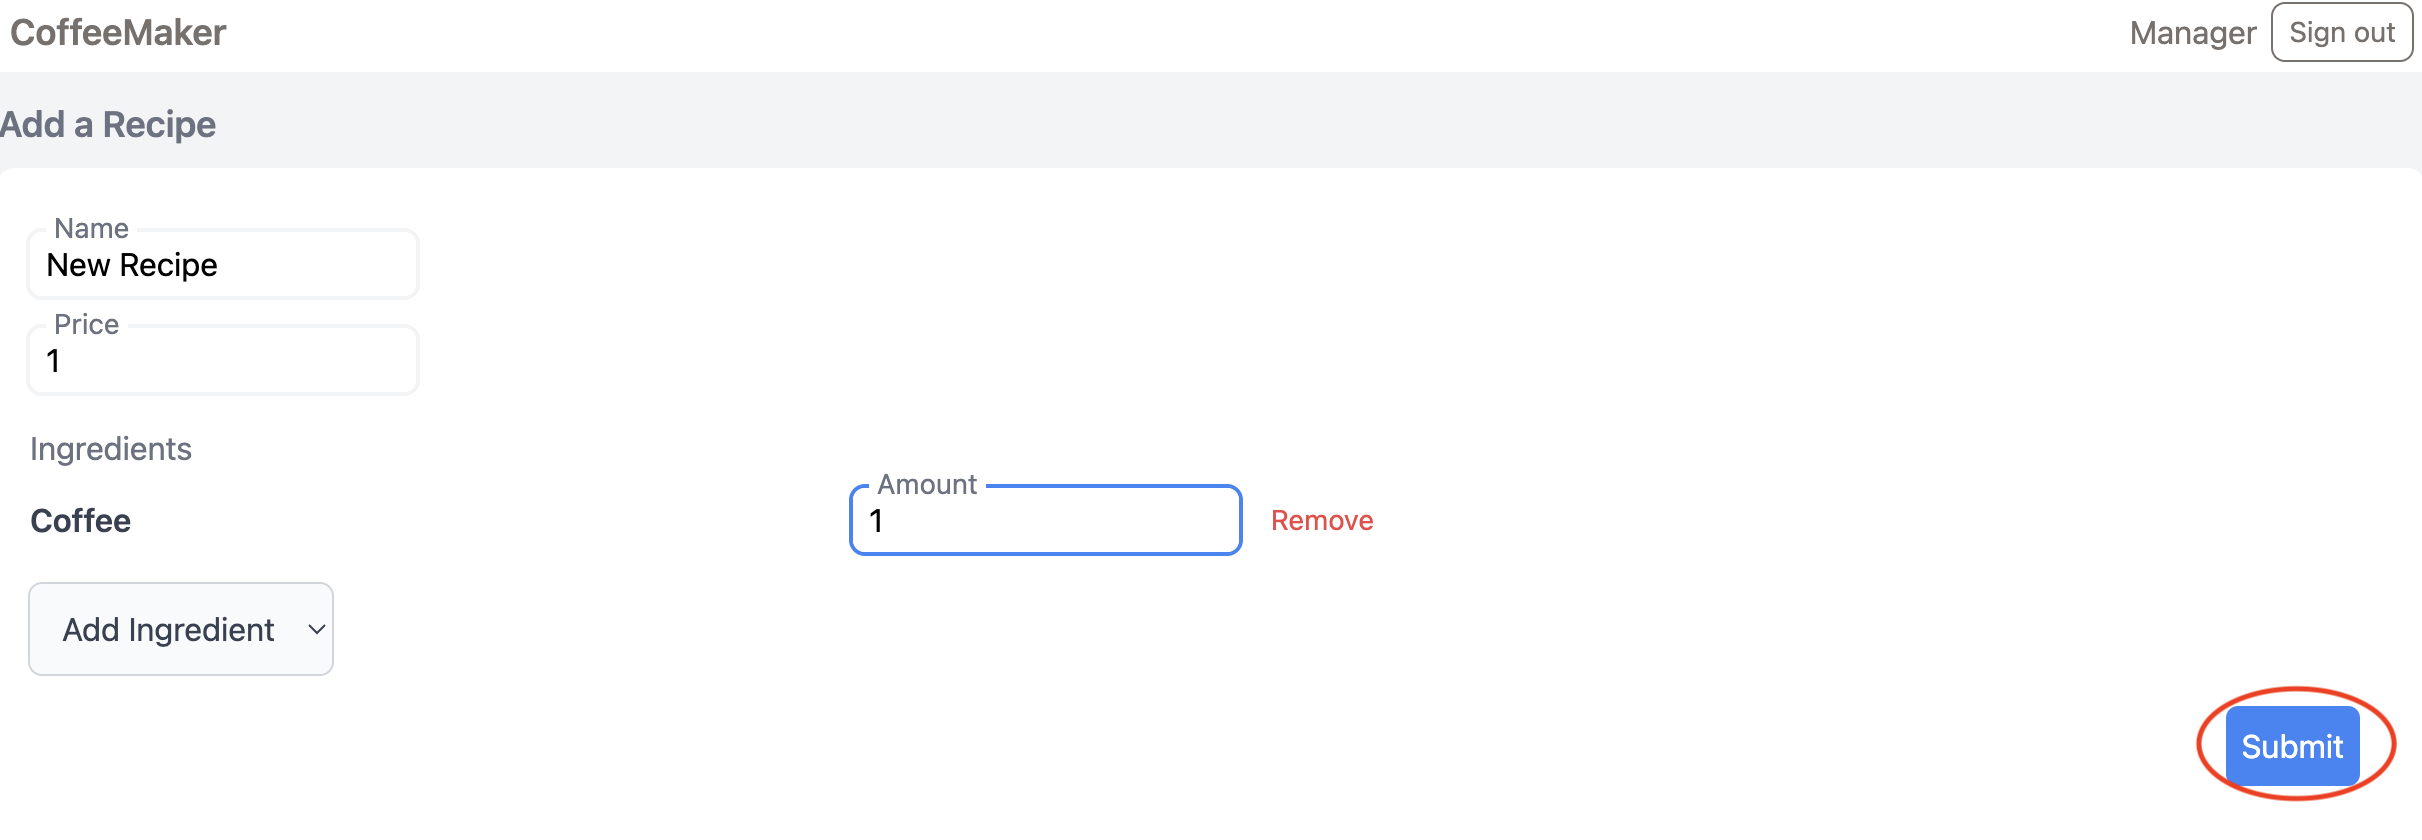 CoffeeMaker
Manager
Sign out
Add a Recipe
Name
New Recipe
Price
1
Ingredients
Coffee
Amount
1
Remove
Add Ingredient
Submit